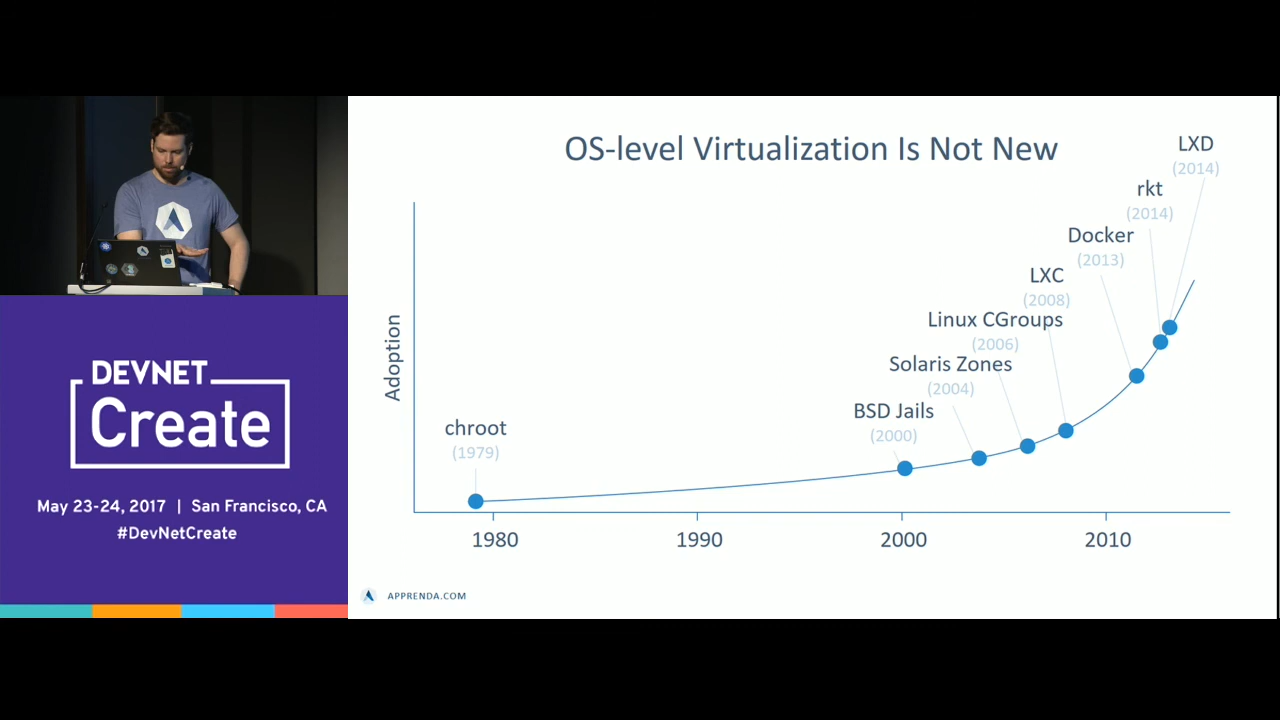 OS-level Virtualization Is Not New
LXD
(2014)
rkt
(2014)
Docker
(2013)
LXC
(2008)
Linux CGroups
(2006)
Solaris Zones
(2004)
BSD Jails
(2000)
chroot
(1979)
Adoption
1980
1990
2000
2010
APPRENDA.COM
DEVNET
Create
May 23-24, 2017 | San Francisco, CA
#DevNetCreate